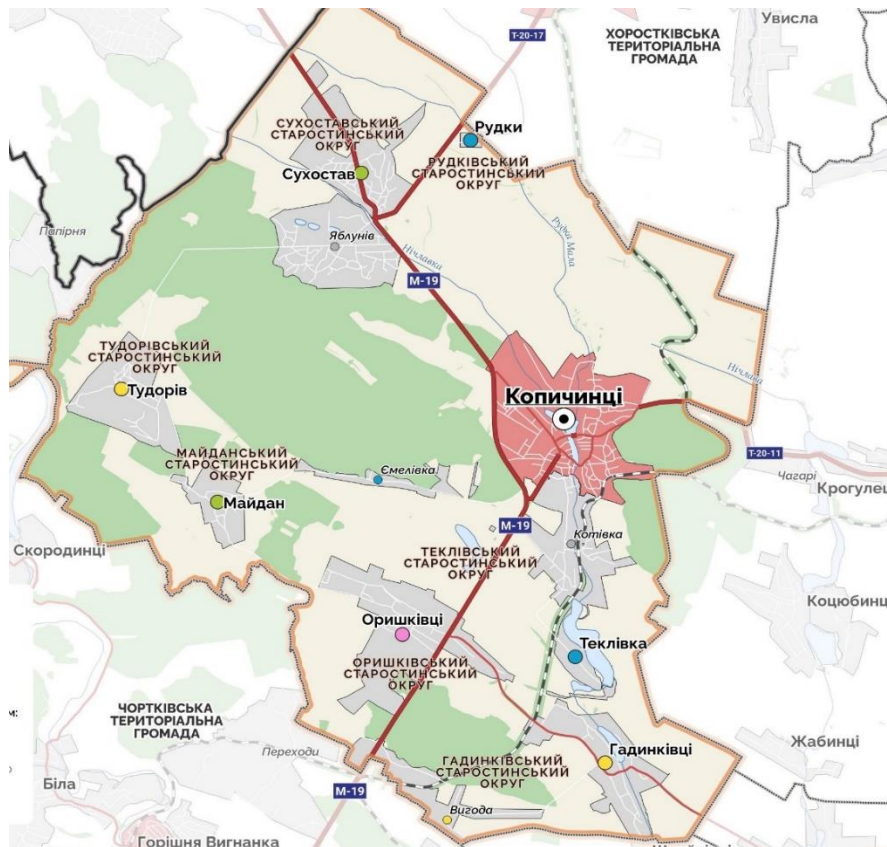 Увисла
Т-20-17
ХОРОСТКІВСЬКА
ТЕРИТОРІАЛЬНА
ГРОМАДА
СУХОСТАВСЬКИЙ
СТАРОСТИНСЬКИЙ
ОКРУГ
Рудки
Сухостав
РУДКІВСЬКИЙ
СТАРОСТИНСЬКИЙ
ОКРУГ
Папірня
Яблунів
Нічлавка
Рудка Мала
М-19
ТУДОРІВСЬКИЙ
СТАРОСТИНСЬКИЙ
ОКРУГ
Тудорів
Нічлава
Копичинці
МАЙДАНСЬКИЙ
СТАРОСТИНСЬКИЙ
ОКРУГ
Ємелівка
Майдан
Т-20-11
Чагарі
Крогулец
М-19
Скородинці
Котівка
ТЕКЛІВСЬКИЙ
СТАРОСТИНСЬКИЙ
ОКРУГ
Коцюбинц
Оришківці
Теклівка
ОРИШКІВСЬКИЙ
СТАРОСТИНСЬКИЙ
ОКРУГ
ЧОРТКІВСЬКА
ТЕРИТОРІАЛЬНА
ГРОМАДА
м:
Переходи
Жабинці
Гадинківці
ГАДИНКІВСЬКИЙ
СТАРОСТИНСЬКИЙ
ОКРУГ
Біла
М-19
Вигода
Горішня Вигнанка